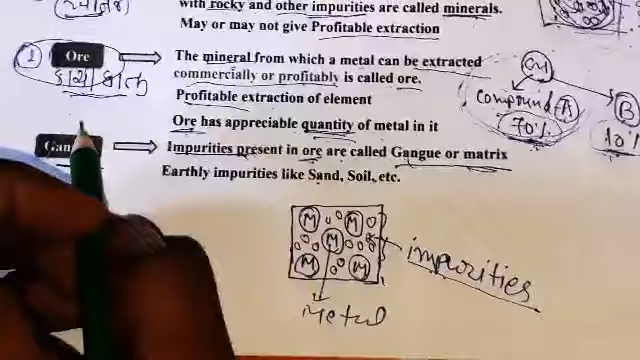 with rocky and other impurities are called minerals.
May or may not give Profitable extraction
① Ore
The mineral from which a metal can be extracted
commercially or profitably is called ore.
કાચી ધાતુ
Profitable extraction of element
Ore has appreciable quantity of metal in it
Cu
Compound A
70%
B
10%
Impurities present in ore are called Gangue or matrix
Earthly impurities like Sand, Soil, etc.
M M
M
M M
impurities
Metal